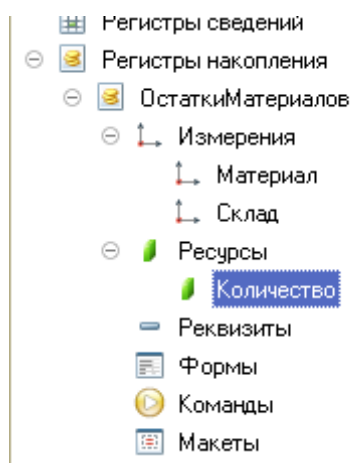 Регистры сведений
Регистры накопления
ОстаткиМатериалов
Измерения
Материал
Склад
Ресурсы
Количество
Реквизиты
Формы
Команды
Макеты